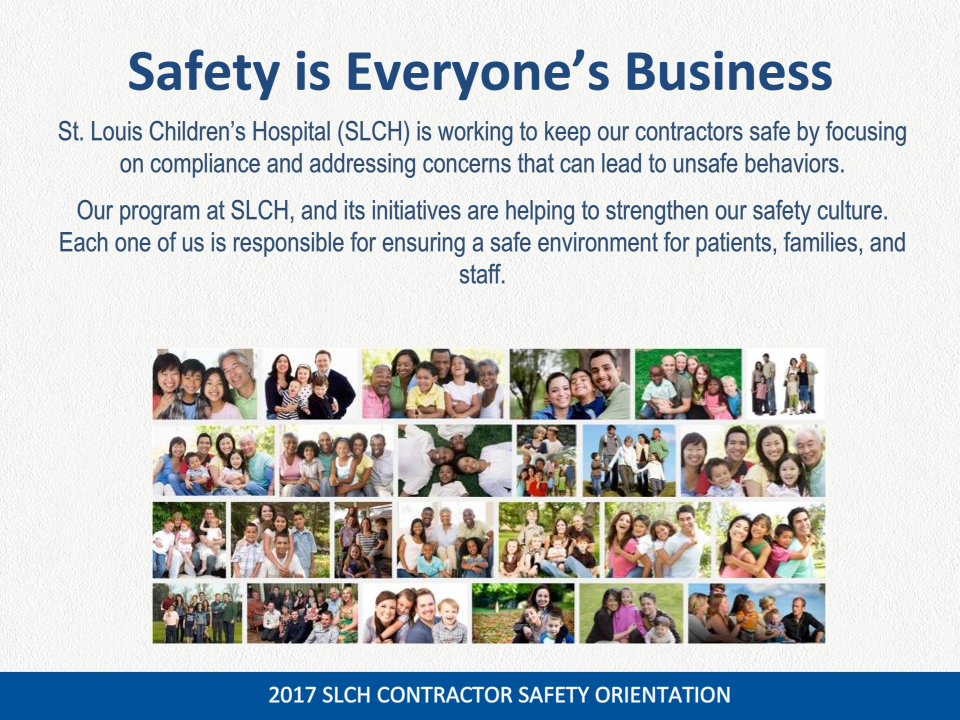 Safety is Everyone’s Business
St. Louis Children’s Hospital (SLCH) is working to keep our contractors safe by focusing
on compliance and addressing concerns that can lead to unsafe behaviors.
Our program at SLCH, and its initiatives are helping to strengthen our safety culture.
Each one of us is responsible for ensuring a safe environment for patients, families, and
staff.
2017 SLCH CONTRACTOR SAFETY ORIENTATION